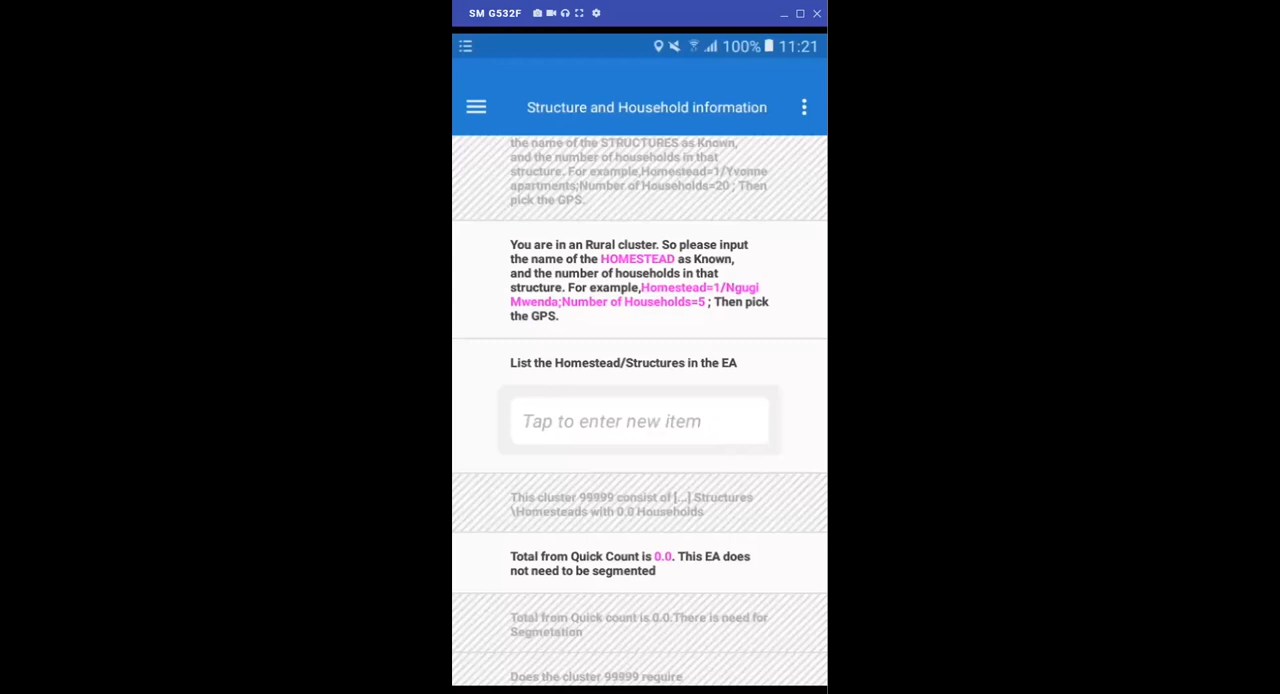 SM G532F
100% 11:21
Structure and Household information
the name of the STRUCTURES as Known,
and the number of households in that
structure. For example,Homestead=1/Yvonne
apartments;Number of Households=20 ; Then
pick the GPS.
You are in an Rural cluster. So please input
the name of the HOMESTEAD as Known,
and the number of households in that
structure. For example,Homestead=1/Ngugi
Mwenda;Number of Households=5 ; Then pick
the GPS.
List the Homestead/Structures in the EA
Tap to enter new item
This cluster 99999 consist of [...] Structures
\Homesteads with 0.0 Households
Total from Quick Count is 0.0. This EA does
not need to be segmented
Total from Quick count is 0.0.There is need for
Segmetation
Does the cluster 99999 require